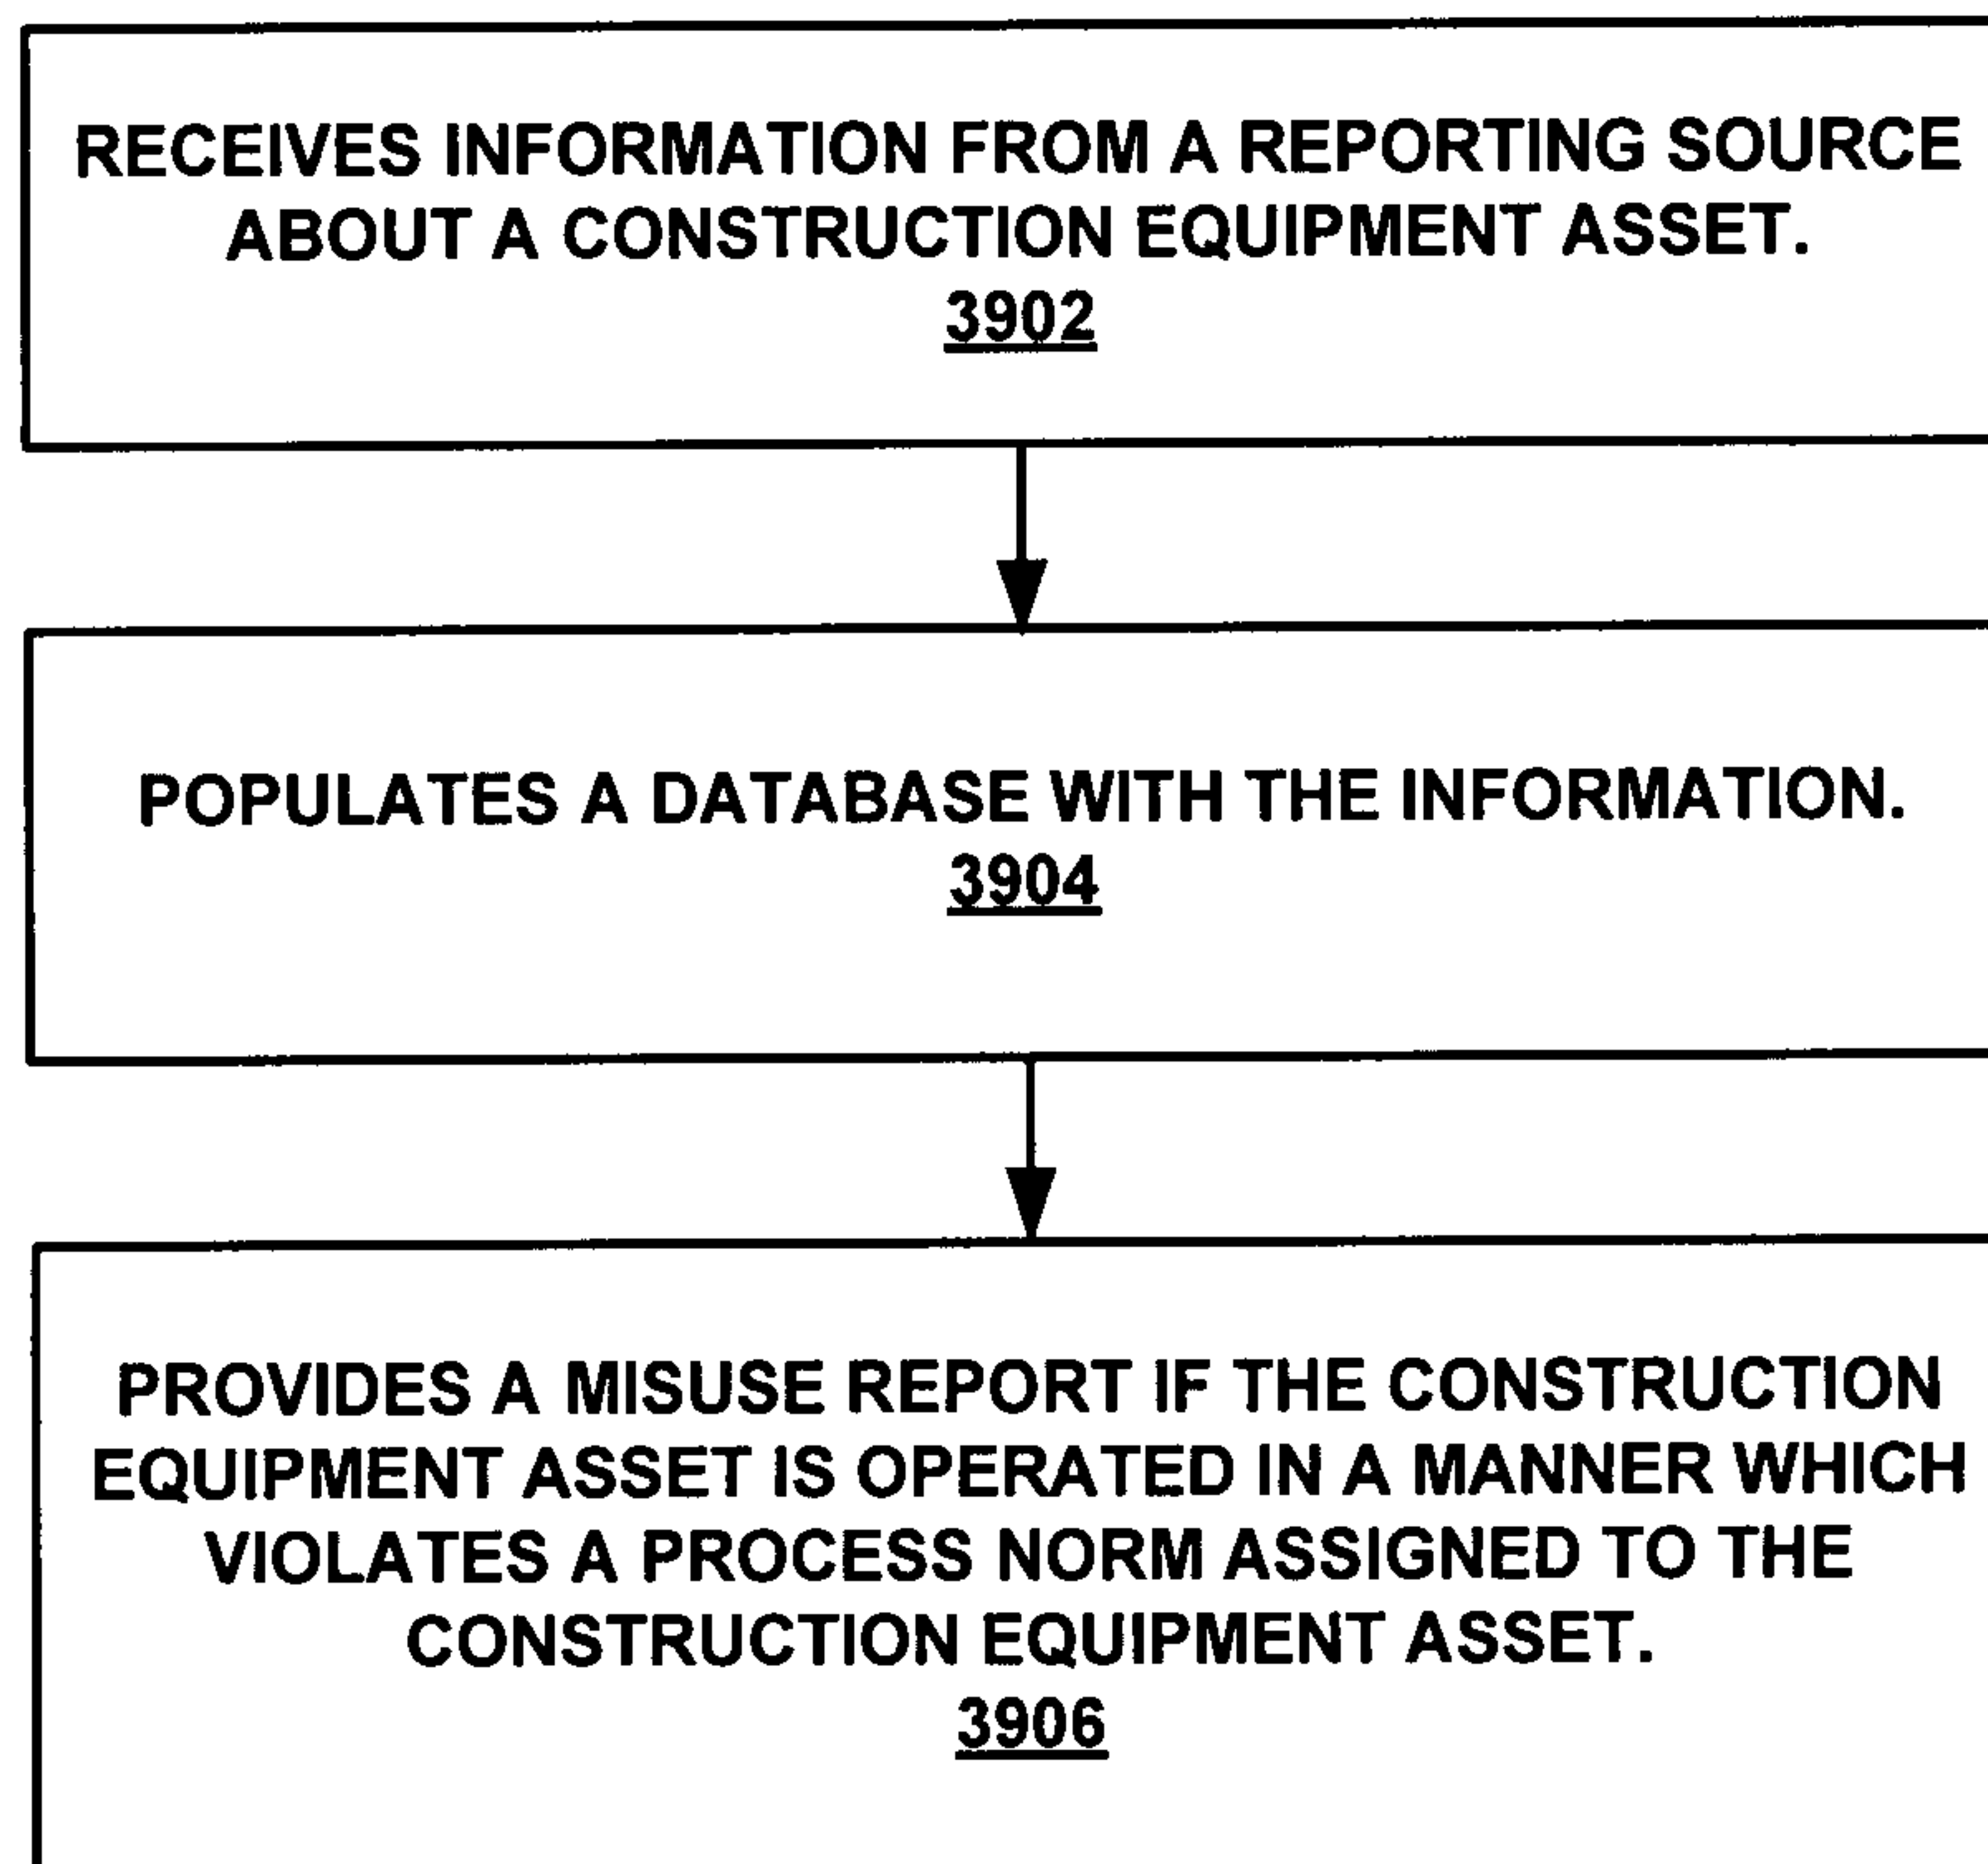 RECEIVES INFORMATION FROM A REPORTING SOURCE
ABOUT A CONSTRUCTION EQUIPMENT ASSET.
3902
POPULATES A DATABASE WITH THE INFORMATION.
3904
PROVIDES A MISUSE REPORT IF THE CONSTRUCTION
EQUIPMENT ASSET IS OPERATED IN A MANNER WHICH
VIOLATES A PROCESS NORM ASSIGNED TO THE
CONSTRUCTION EQUIPMENT ASSET.
3906